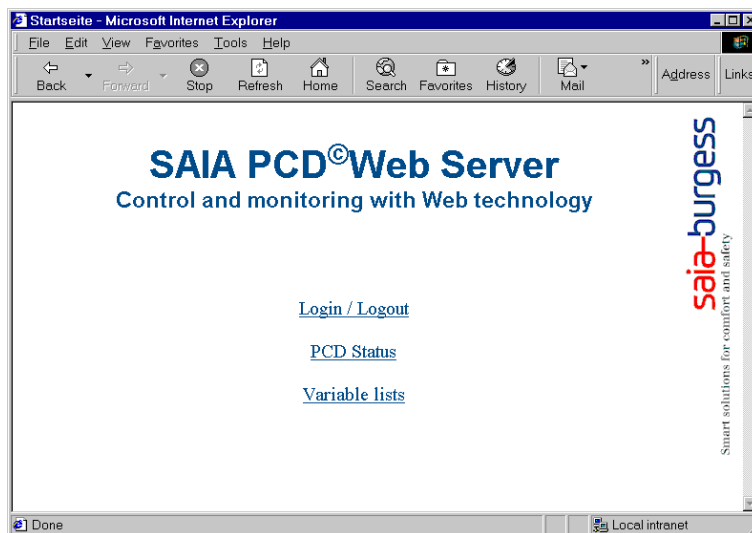 Startseite - Microsoft Internet Explorer
File Edit View Favorites Tools Help
Back Forward Stop Refresh Home Search Favorites History Mail » Address Links
SAIA PCD©Web Server
Control and monitoring with Web technology
Login / Logout
PCD Status
Variable lists
saia-burgess
Smart solutions for comfort and safety
Done Local intranet